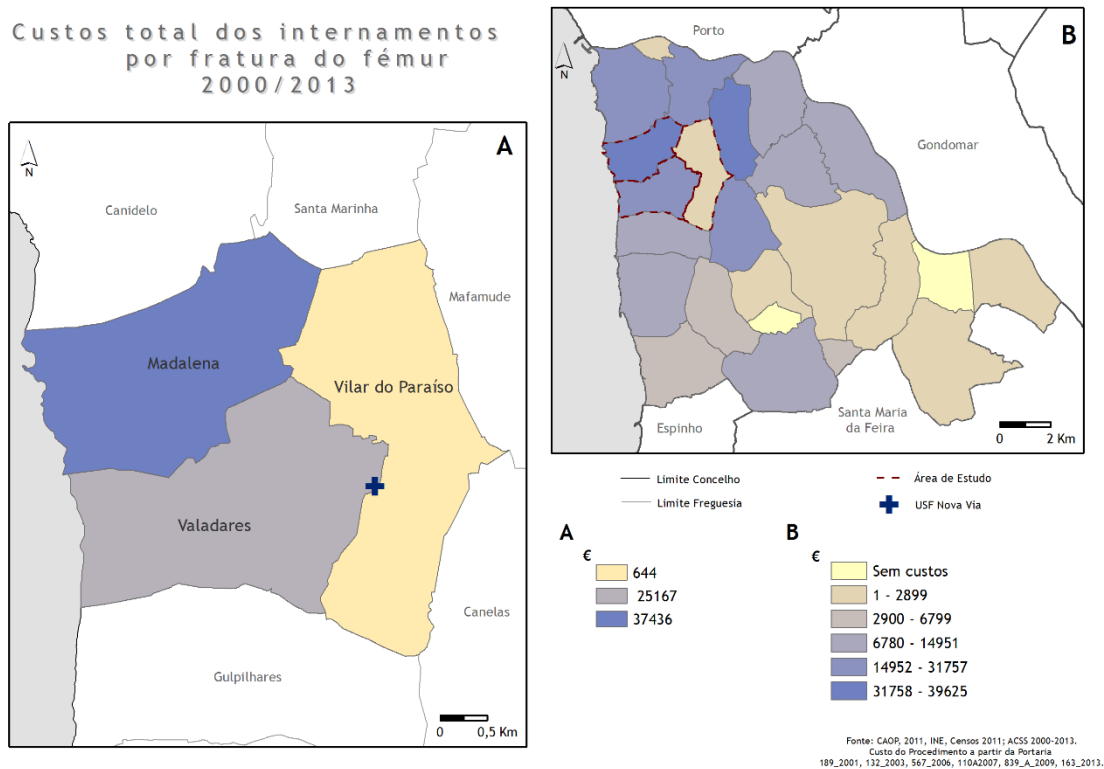 Custos total dos internamentos
por fratura do fémur
2000/2013
A
N
Canidelo
Santa Marinha
Mafamude
Madalena
Vilar do Paraíso
Valadares
Canelas
Gulpilhares
0 0,5 Km
B
Porto
N
Gondomar
Santa Maria
da Feira
Espinho
0 2 Km
Limite Concelho
Área de Estudo
Limite Freguesia
USF Nova Via
A
€
644
25167
37436
B
€
Sem custos
1 - 2899
2900 - 6799
6780 - 14951
14952 - 31757
31758 - 39625
Fonte: CAOP, 2011, INE, Censos 2011; ACSS 2000-2013.
Custo do Procedimento a partir da Portaria
189_2001, 132_2003, 567_2006, 110A2007, 839_A_2009, 163_2013.